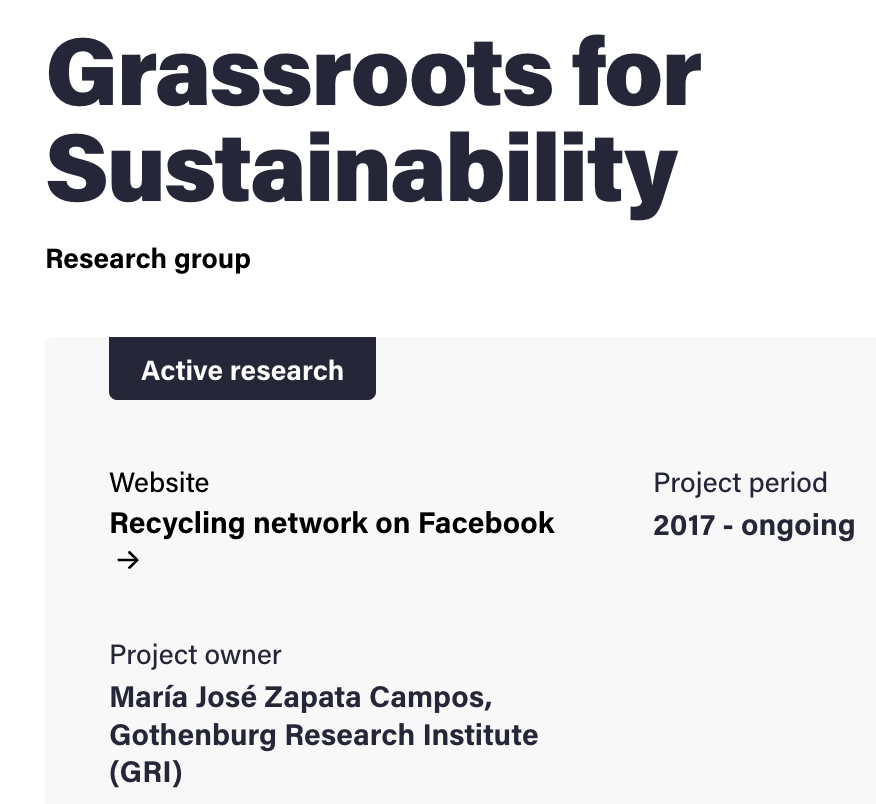 Grassroots for
Sustainability
Research group
Active research
Website
Recycling network on Facebook
→
Project period
2017 - ongoing
Project owner
María José Zapata Campos,
Gothenburg Research Institute
(GRI)